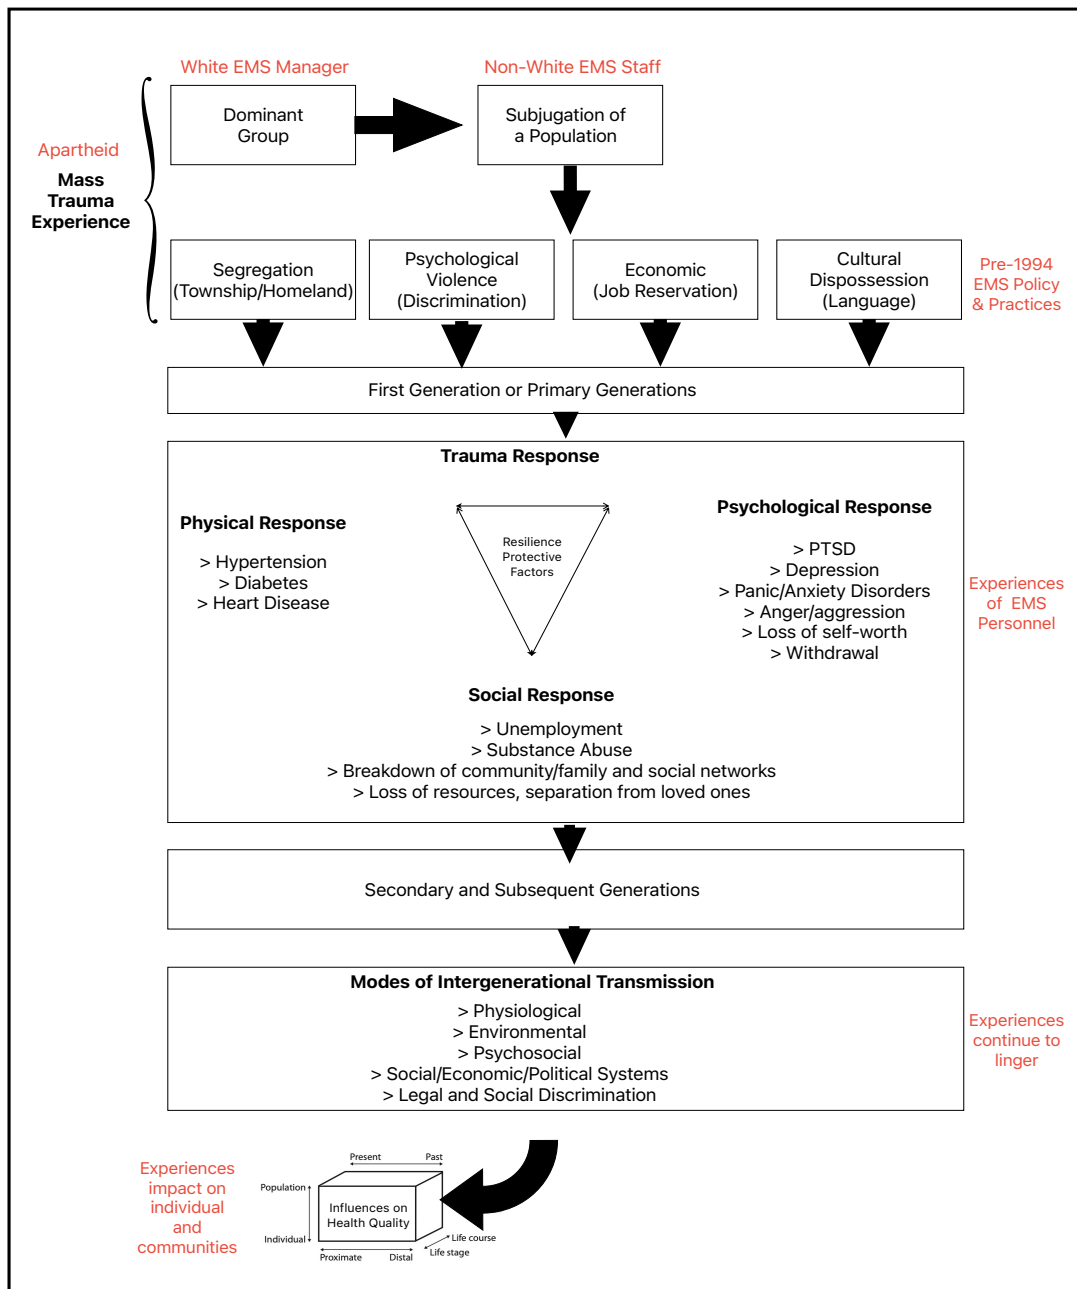 White EMS Manager
Non-White EMS Staff
Dominant
Group
Subjugation of
a Population
Apartheid
Mass
Trauma
Experience
Segregation
(Township/Homeland)
Psychological
Violence
(Discrimination)
Economic
(Job Reservation)
Cultural
Dispossession
(Language)
Pre-1994
EMS Policy
& Practices
First Generation or Primary Generations
Trauma Response
Physical Response
> Hypertension
> Diabetes
> Heart Disease
Resilience
Protective
Factors
Psychological Response
> PTSD
> Depression
> Panic/Anxiety Disorders
> Anger/aggression
> Loss of self-worth
> Withdrawal
Experiences
of EMS
Personnel
Social Response
> Unemployment
> Substance Abuse
> Breakdown of community/family and social networks
> Loss of resources, separation from loved ones
Secondary and Subsequent Generations
Modes of Intergenerational Transmission
> Physiological
> Environmental
> Psychosocial
> Social/Economic/Political Systems
> Legal and Social Discrimination
Experiences
continue to
linger
Experiences
impact on
individual
and
communities
Present
Past
Population
Individual
Influences on
Health Quality
Proximate
Distal
Life course
Life stage